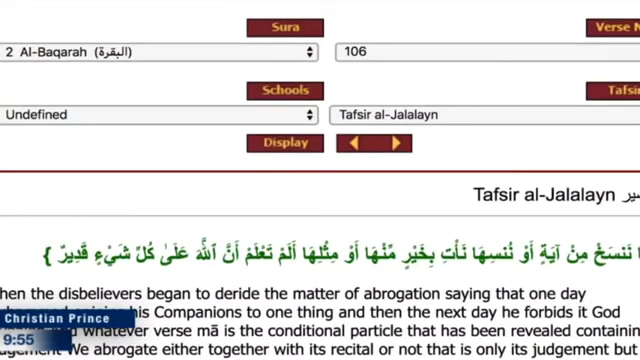 Sura
Verse N
2 Al-Baqarah (البقرة)
106
Schools
Tafsir
Undefined
Tafsir al-Jalalayn
Display
Tafsir al-Jalalayn
نَنسَخْ مِنْ آيَةٍ أَوْ نُنسِهَا نَأْتِ بِخَيْرٍ مِّنْهَا أَوْ مِثْلِهَا أَلَمْ تَعْلَمْ أَنَّ ٱللَّهَ عَلَىٰ كُلِّ شَيْءٍ قَدِيرٌ {
hen the disbelievers began to deride the matter of abrogation saying that one day
his Companions to one thing and then the next day he forbids it God
Christian Prince
whatever verse mā is the conditional particle that has been revealed containin
9:55
We abrogate either together with its recital or not that is only its judgement but